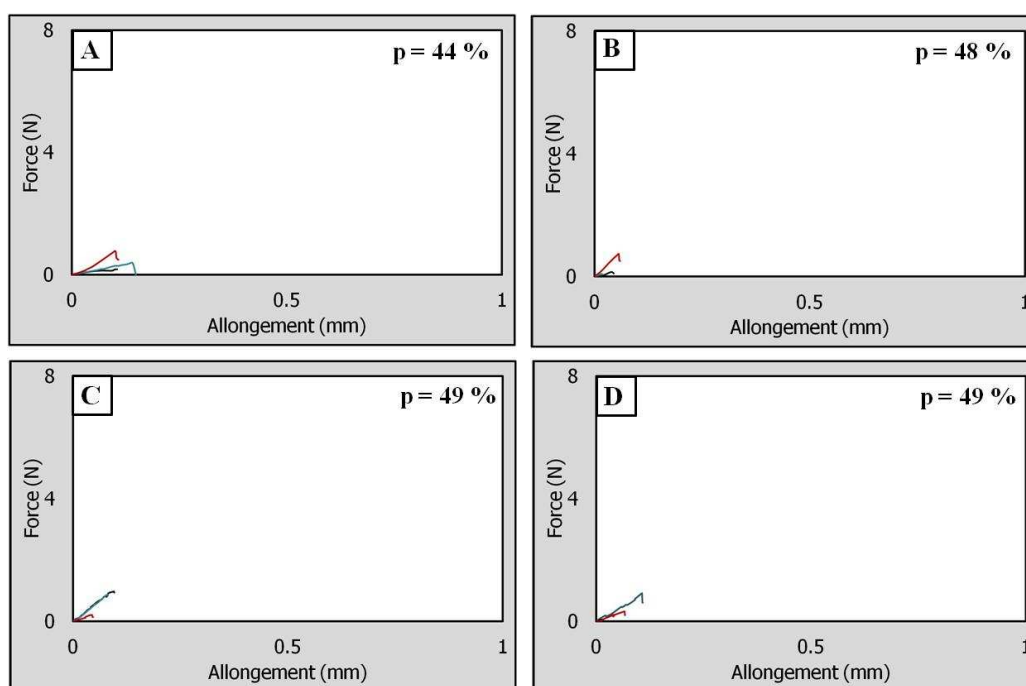 A
p = 44 %
8
4
0
Force (N)
0
0.5
1
Allongement (mm)
B
p = 48 %
8
4
0
Force (N)
0
0.5
1
Allongement (mm)
C
p = 49 %
8
4
0
Force (N)
0
0.5
1
Allongement (mm)
D
p = 49 %
8
4
0
Force (N)
0
0.5
1
Allongement (mm)